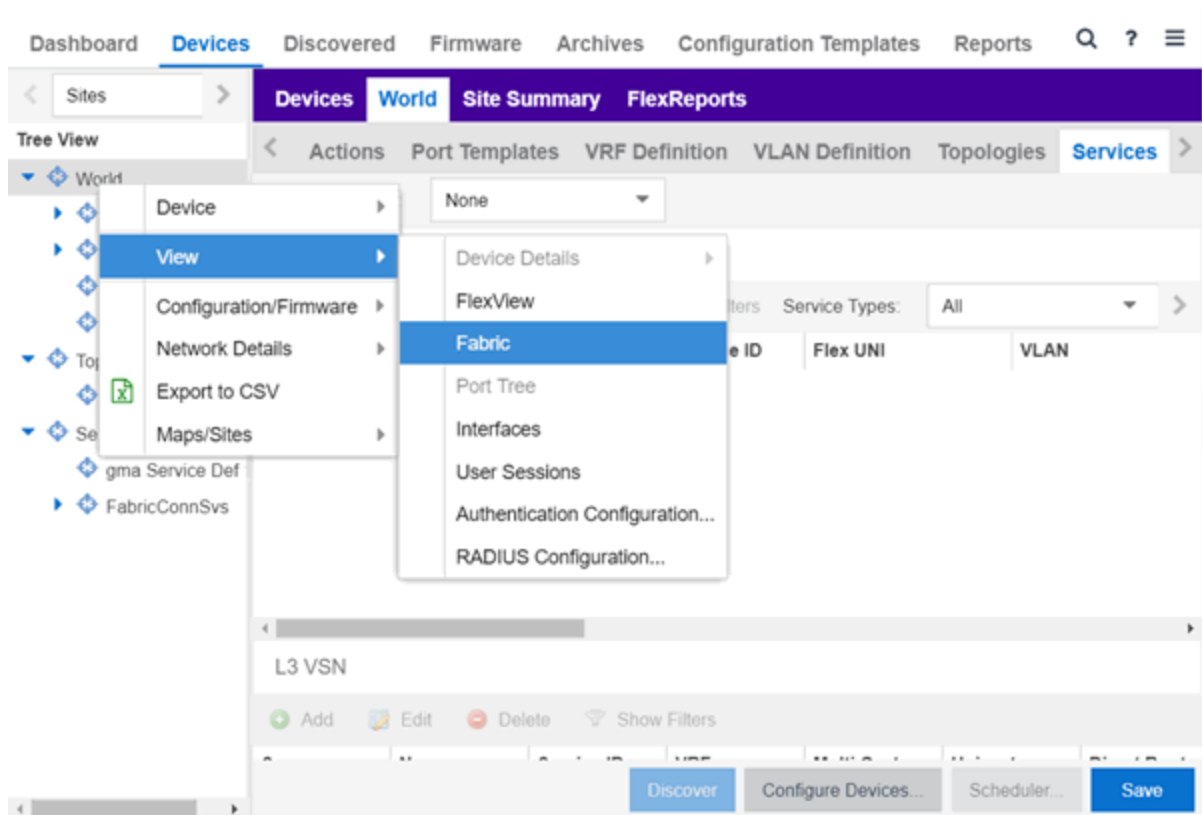 Dashboard Devices Discovered Firmware Archives Configuration Templates Reports ?
Sites
Devices World Site Summary FlexReports
Tree View
Actions Port Templates VRF Definition VLAN Definition Topologies Services
World
Device
None
View
Device Details
Configuration/Firmware
FlexView
Service Types: All
Network Details
Fabric
ID Flex UNI VLAN
Export to CSV
Port Tree
Maps/Sites
Interfaces
gma Service Def
User Sessions
FabricConnSvs
Authentication Configuration...
RADIUS Configuration...
L3 VSN
Add Edit Delete Show Filters
Discover Configure Devices... Scheduler... Save